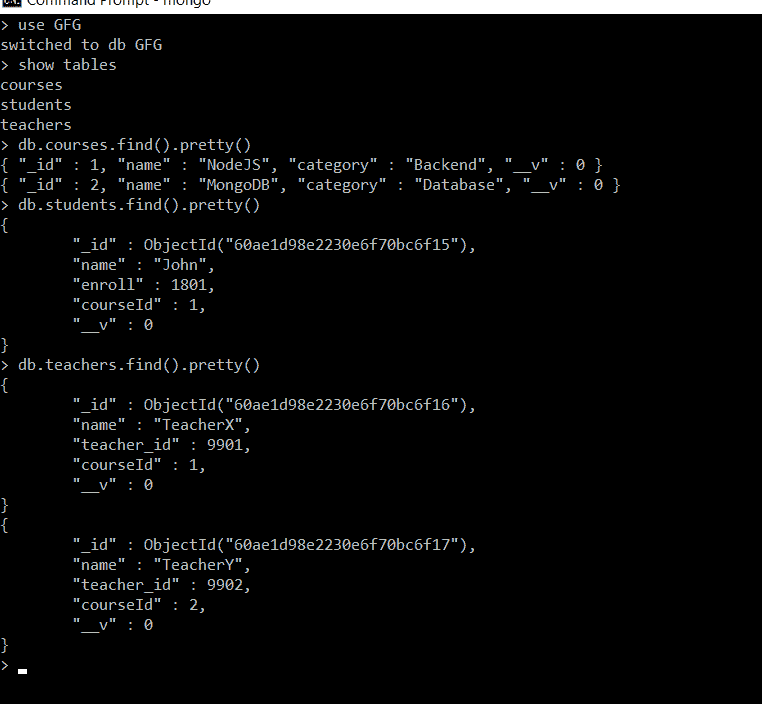 Command Prompt - mongo
> use GFG
switched to db GFG
> show tables
courses
students
teachers
> db.courses.find().pretty()
{ "_id" : 1, "name" : "NodeJS", "category" : "Backend", "__v" : 0 }
{ "_id" : 2, "name" : "MongoDB", "category" : "Database", "__v" : 0 }
> db.students.find().pretty()
{
        "_id" : ObjectId("60ae1d98e2230e6f70bc6f15"),
        "name" : "John",
        "enroll" : 1801,
        "courseId" : 1,
        "__v" : 0
}
> db.teachers.find().pretty()
{
        "_id" : ObjectId("60ae1d98e2230e6f70bc6f16"),
        "name" : "TeacherX",
        "teacher_id" : 9901,
        "courseId" : 1,
        "__v" : 0
}
{
        "_id" : ObjectId("60ae1d98e2230e6f70bc6f17"),
        "name" : "TeacherY",
        "teacher_id" : 9902,
        "courseId" : 2,
        "__v" : 0
}
>